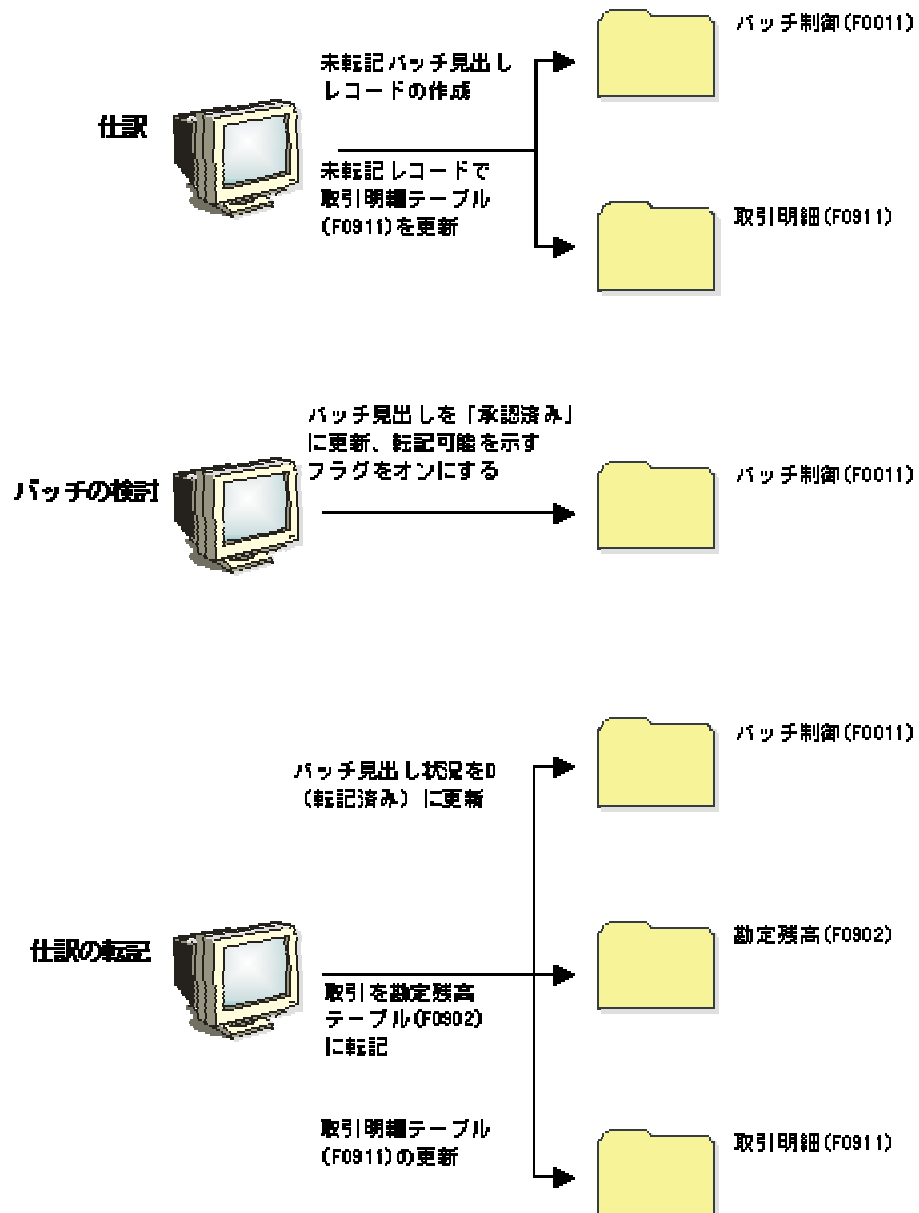 バッチ制御(F0011)
未転記バッチ見出し
レコードの作成
仕訳
未転記レコードで
取引明細テーブル
(F0911)を更新
取引明細(F0911)
バッチ見出しを「承認済み」
に更新、転記可能を示す
フラグをオンにする
バッチの検討
バッチ制御(F0011)
バッチ制御(F0011)
バッチ見出し状況をD
(転記済み) に更新
仕訳の転記
勘定残高(F0902)
取引を勘定残高
テーブル(F0902)
に転記
取引明細テーブル
(F0911)の更新
取引明細(F0911)